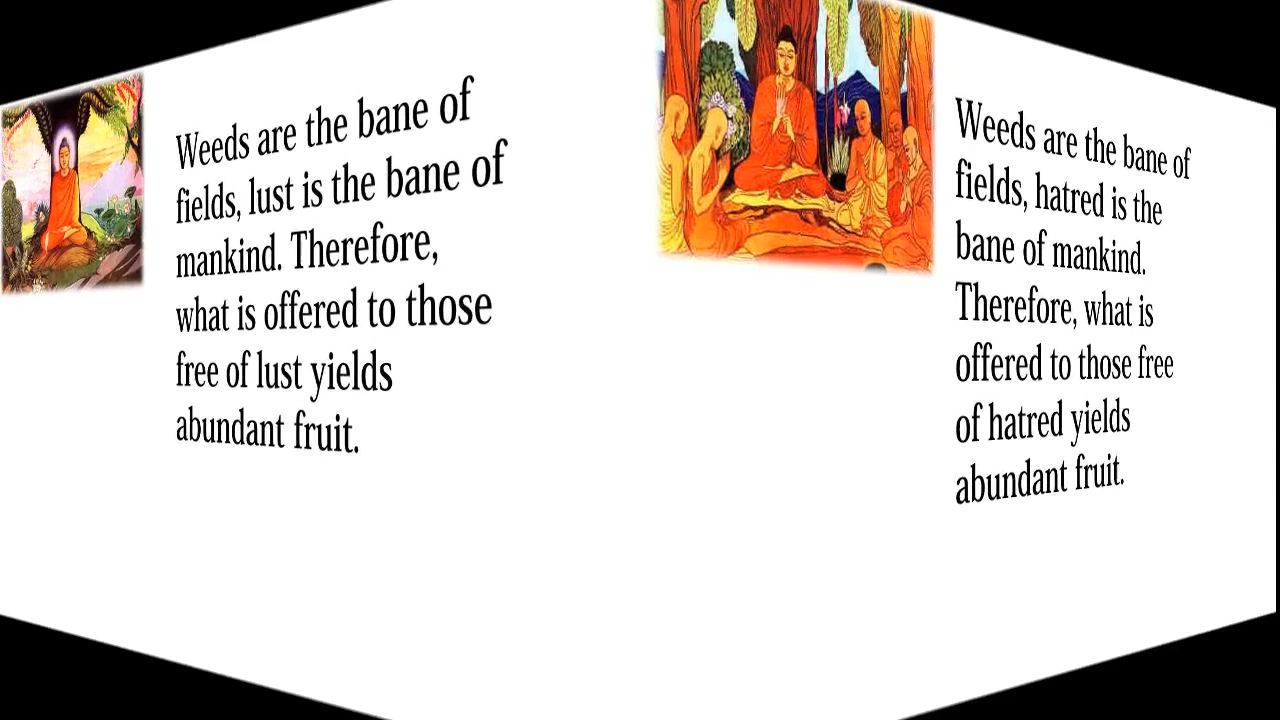 Weeds are the bane of
fields, lust is the bane of
mankind. Therefore,
what is offered to those
free of lust yields
abundant fruit.
Weeds are the bane of
fields, hatred is the
bane of mankind.
Therefore, what is
offered to those free
of hatred yields
abundant fruit.